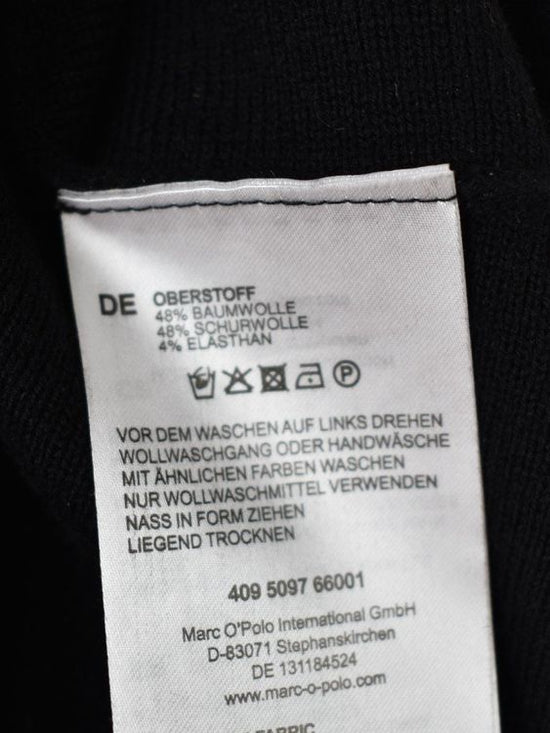 DE OBERSTOFF
48% BAUMWOLLE
48% SCHURWOLLE
4% ELASTHAN
P
VOR DEM WASCHEN AUF LINKS DREHEN
WOLLWASCHGANG ODER HANDWÄSCHE
MIT ÄHNLICHEN FARBEN WASCHEN
NUR WOLLWASCHMITTEL VERWENDEN
NASS IN FORM ZIEHEN
LIEGEND TROCKNEN
409 5097 66001
Marc O'Polo International GmbH
D-83071 Stephanskirchen
DE 131184524
www.marc-o-polo.com
FABRIC